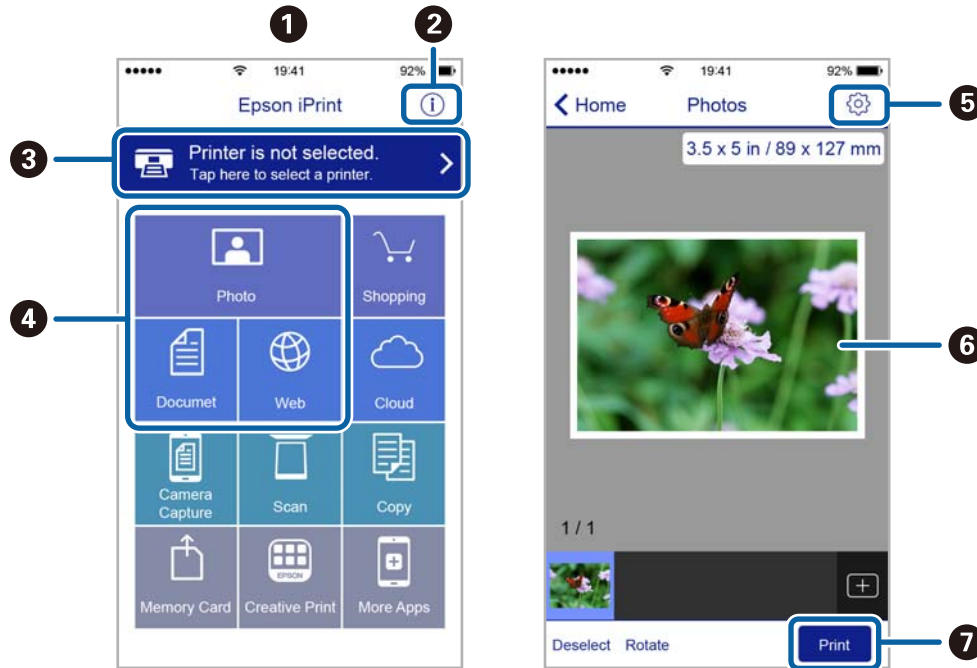 1
2
19:41
92%
Epson iPrint
3
Printer is not selected.
Tap here to select a printer.
4
Photo
Shopping
Documet
Web
Cloud
Camera
Capture
Scan
Copy
EPSON
Memory Card
Creative Print
More Apps
19:41
92%
Home
Photos
5
3.5 x 5 in / 89 x 127 mm
6
1 / 1
Deselect
Rotate
Print
7